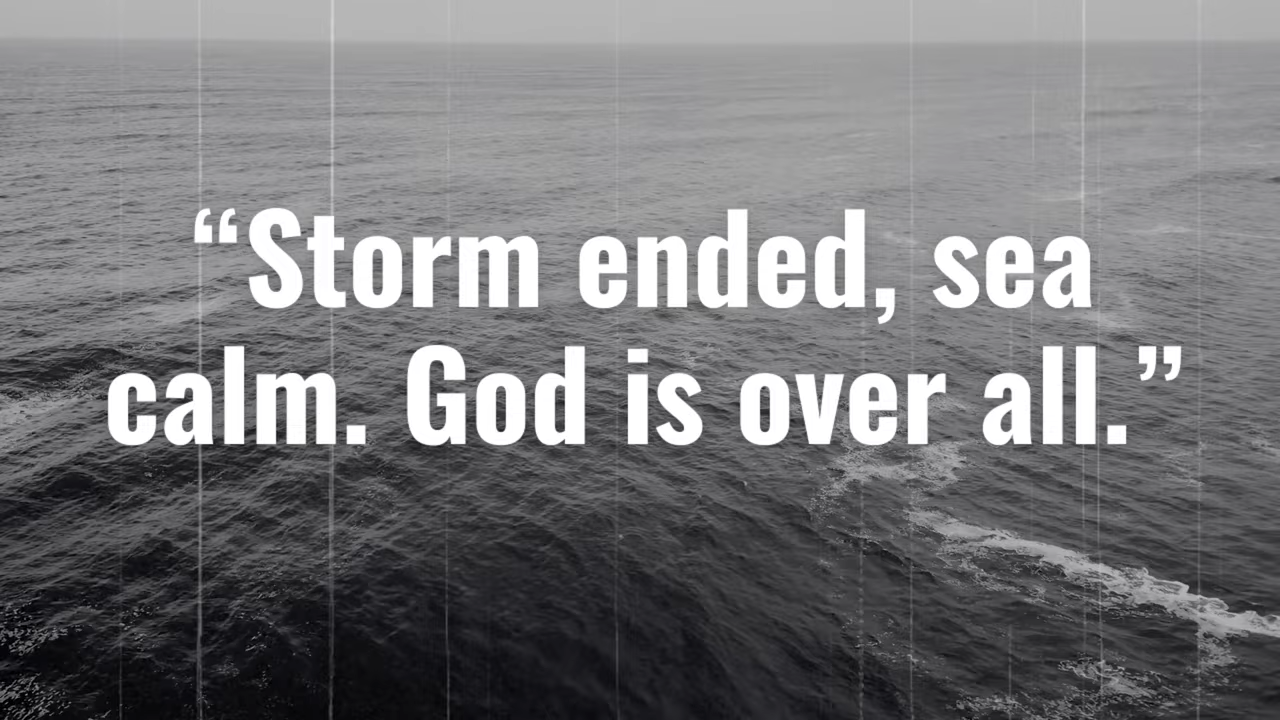 “Storm ended, sea
calm. God is over all.”